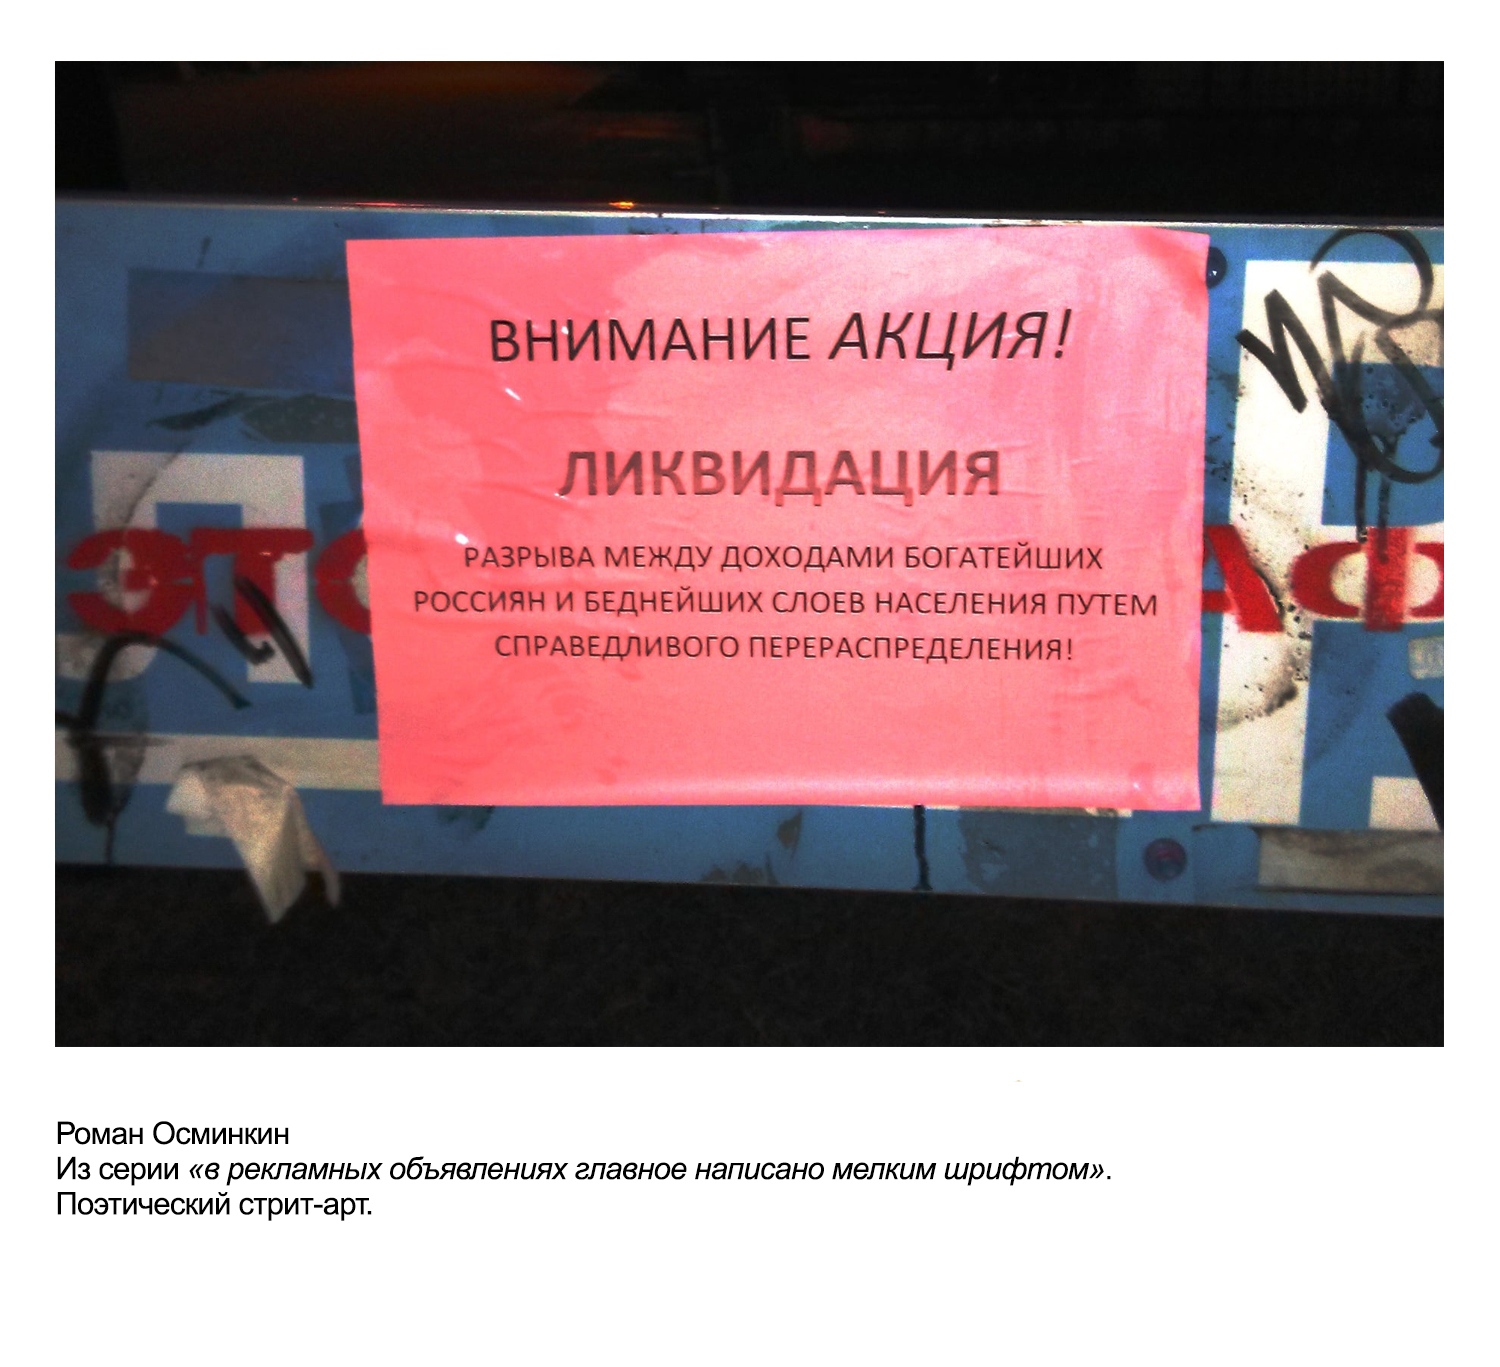 ВНИМАНИЕ АКЦИЯ!
ЛИКВИДАЦИЯ
РАЗРЫВА МЕЖДУ ДОХОДАМИ БОГАТЕЙШИХ
РОССИЯН И БЕДНЕЙШИХ СЛОЕВ НАСЕЛЕНИЯ ПУТЕМ
СПРАВЕДЛИВОГО ПЕРЕРАСПРЕДЕЛЕНИЯ!
Роман Осминкин
Из серии «в рекламных объявлениях главное написано мелким шрифтом».
Поэтический стрит-арт.